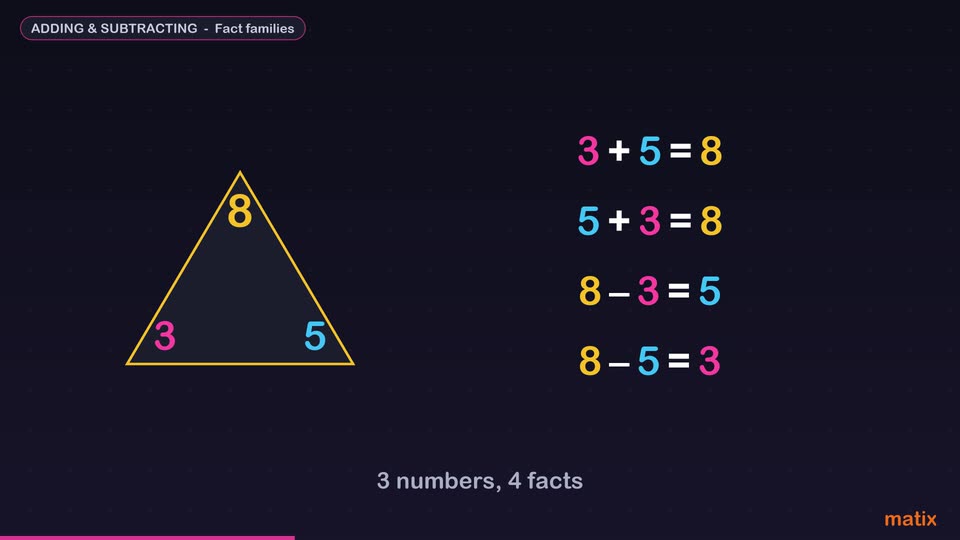 ADDING & SUBTRACTING - Fact families
8
3 5
3 + 5 = 8
5 + 3 = 8
8 – 3 = 5
8 – 5 = 3
3 numbers, 4 facts
matix